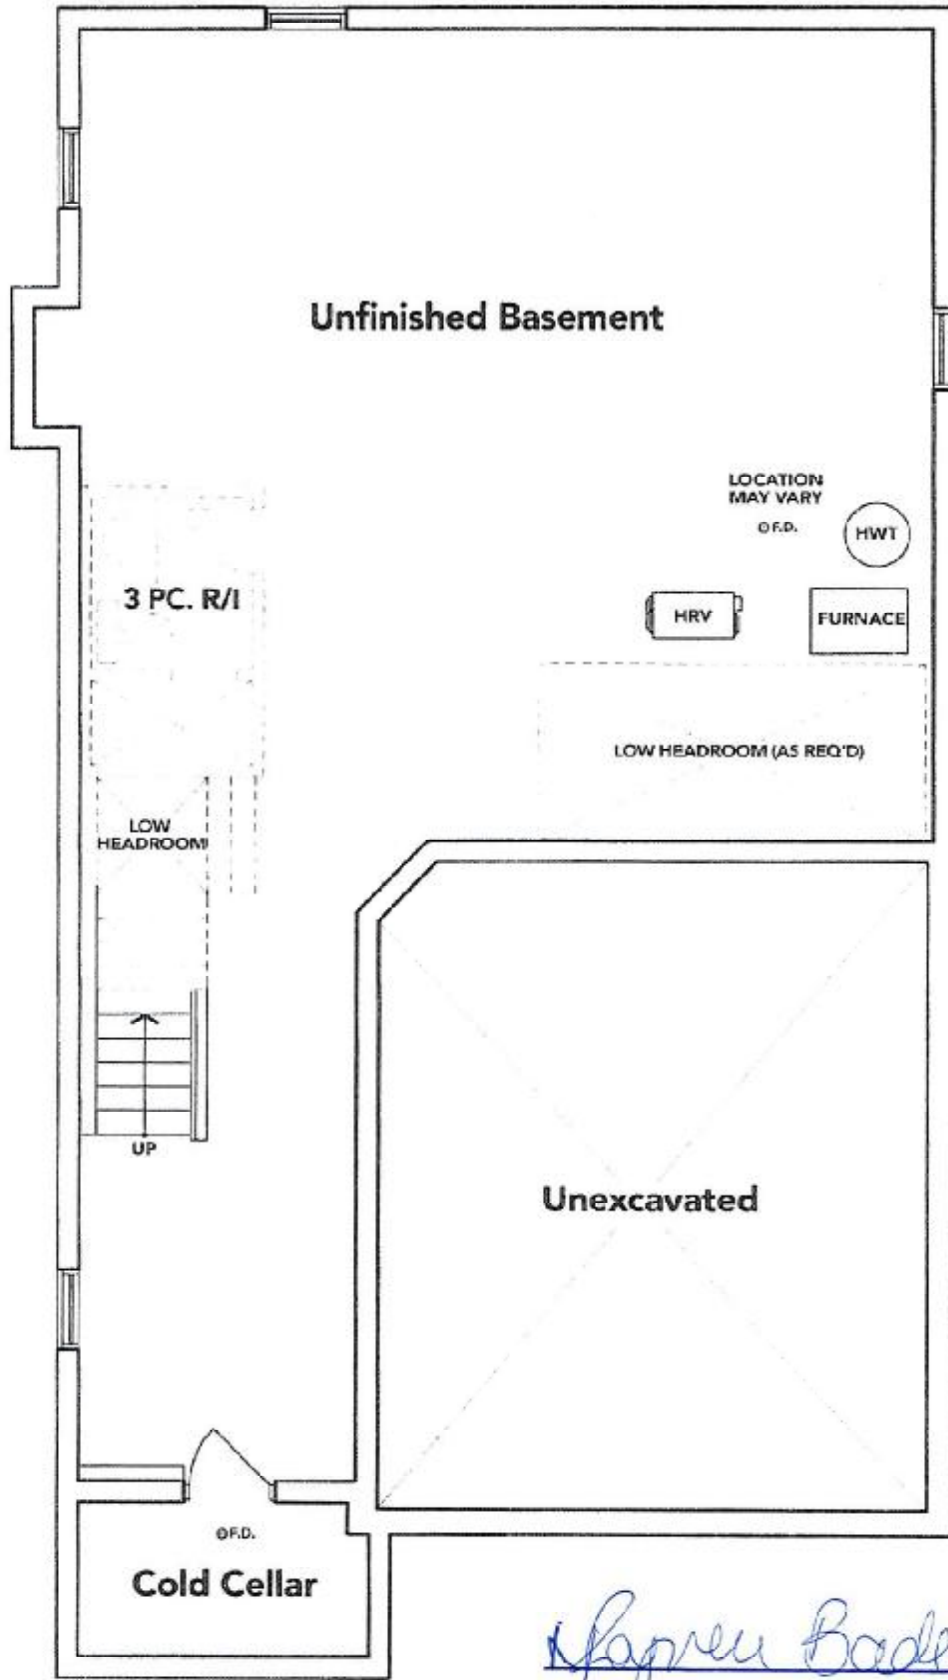 Unfinished Basement
LOCATION
MAY VARY
F.D.
HWT
3 PC. R/I
HRV
FURNACE
LOW HEADROOM (AS REQ'D)
LOW
HEADROOM
UP
Unexcavated
F.D.
Cold Cellar